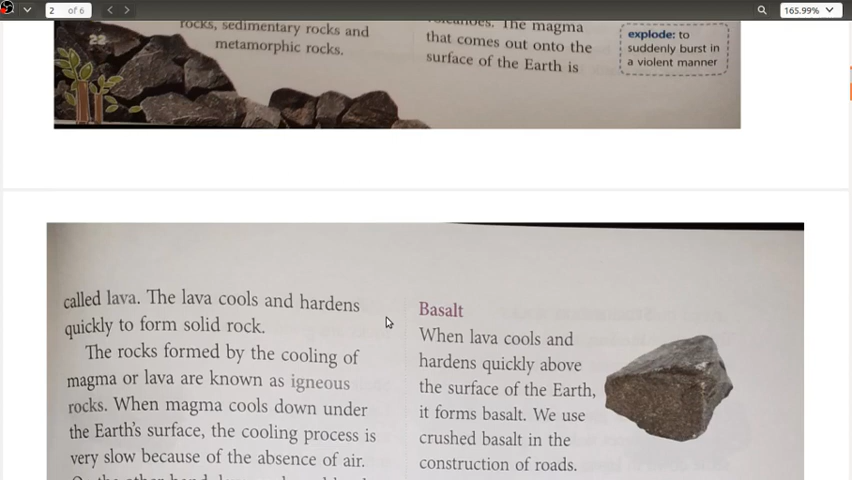 2 of 6
165.99%
rocks, sedimentary rocks and
metamorphic rocks.
22
volcanoes. The magma
that comes out onto the
surface of the Earth is
explode: to
suddenly burst in
a violent manner
called lava. The lava cools and hardens
quickly to form solid rock.
The rocks formed by the cooling of
magma or lava are known as igneous
rocks. When magma cools down under
the Earth's surface, the cooling process is
very slow because of the absence of air.
Basalt
When lava cools and
hardens quickly above
the surface of the Earth,
it forms basalt. We use
crushed basalt in the
construction of roads.